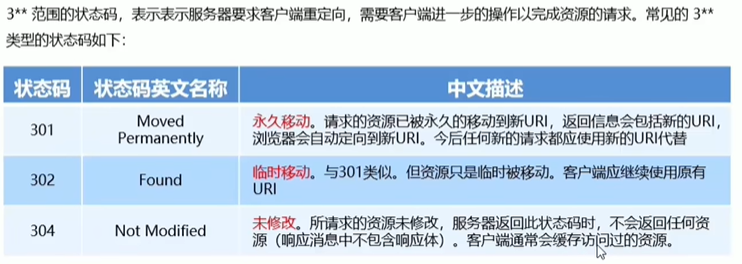 3** 范围的状态码，表示表示服务器要求客户端重定向，需要客户端进一步的操作以完成资源的请求。常见的 3**
类型的状态码如下：
状态码 状态码英文名称 中文描述
301 Moved Permanently 永久移动。请求的资源已被永久的移动到新URI，返回信息会包括新的URI，
浏览器会自动定向到新URI。今后任何新的请求都应使用新的URI代替
302 Found 临时移动。与301类似。但资源只是临时被移动。客户端应继续使用原有
URI
304 Not Modified 未修改。所请求的资源未修改，服务器返回此状态码时，不会返回任何资
源（响应消息中不包含响应体）。客户端通常会缓存访问过的资源。